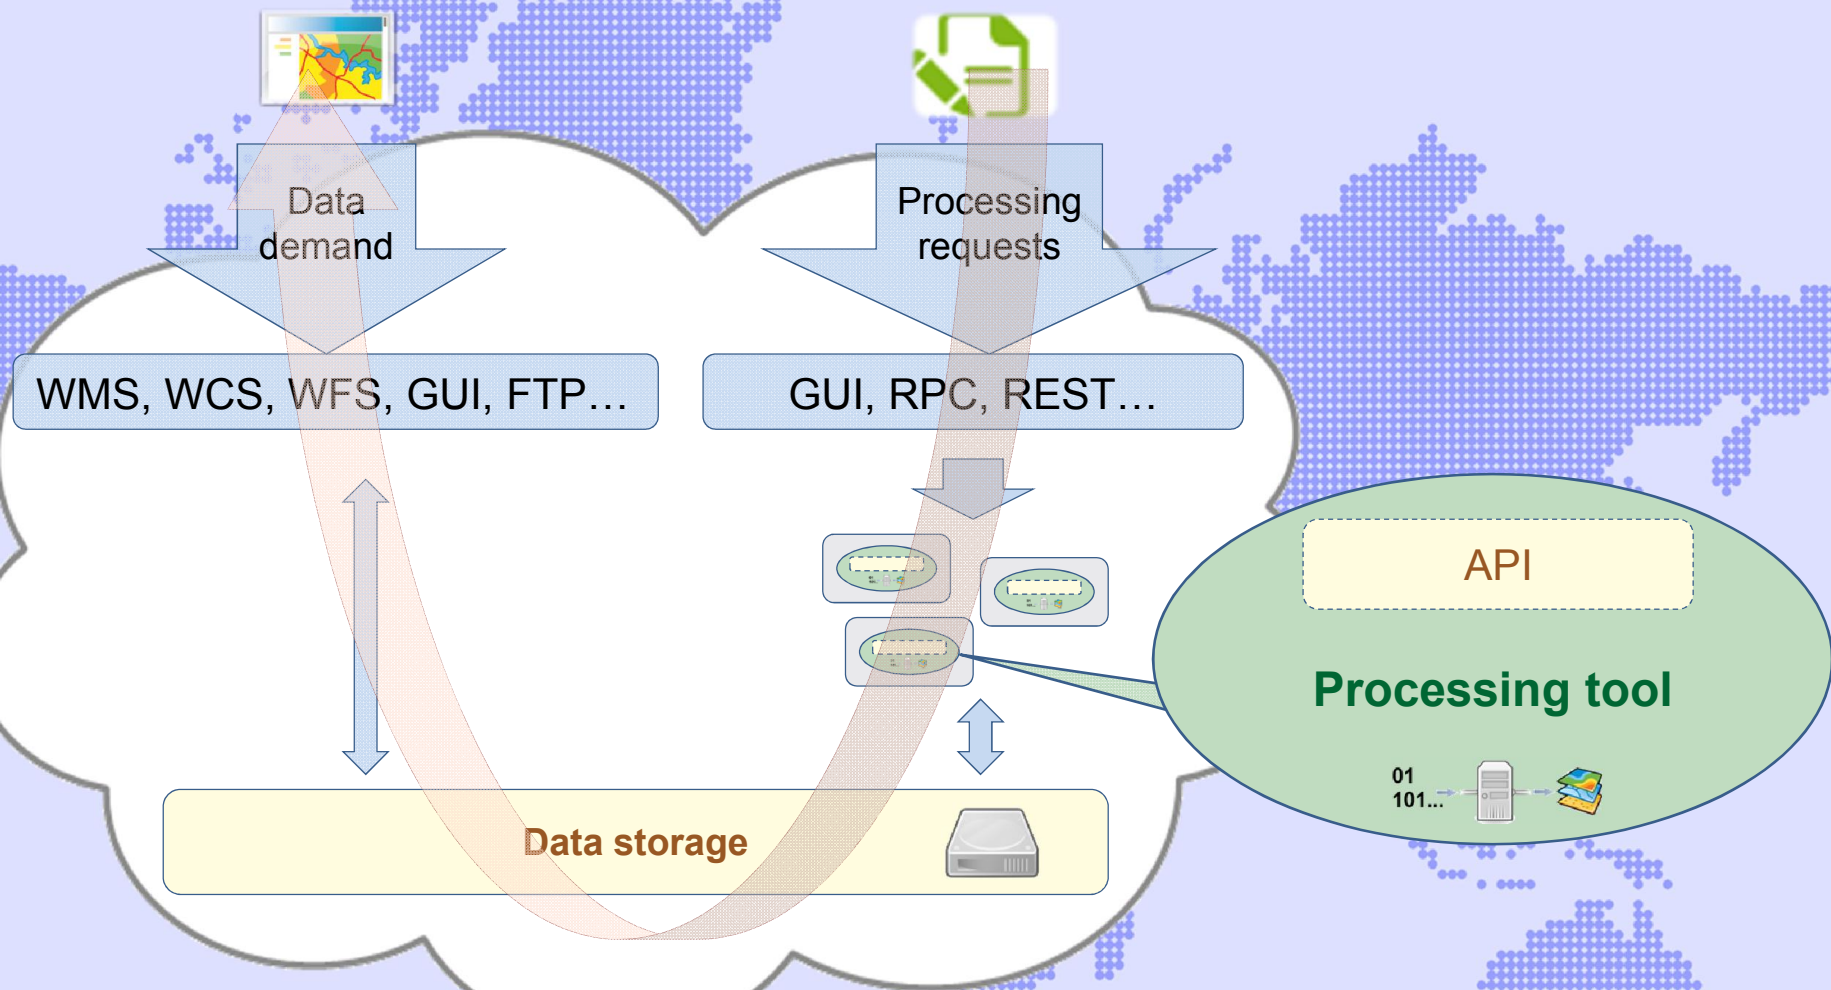 Data
demand
Processing
requests
WMS, WCS, WFS, GUI, FTP…
GUI, RPC, REST…
API
Processing tool
01
101...
Data storage